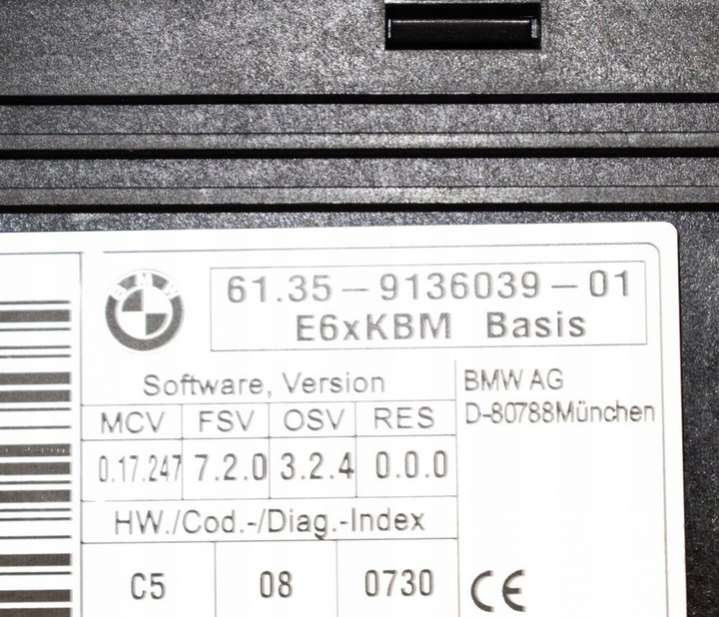 BMW
61.35-9136039-01
E6xKBM Basis
Software, Version
MCV FSV OSV RES
0.17.247 7.2.0 3.2.4 0.0.0
HW./Cod.-/Diag.-Index
C5 08 0730
BMW AG
D-80788München
CE